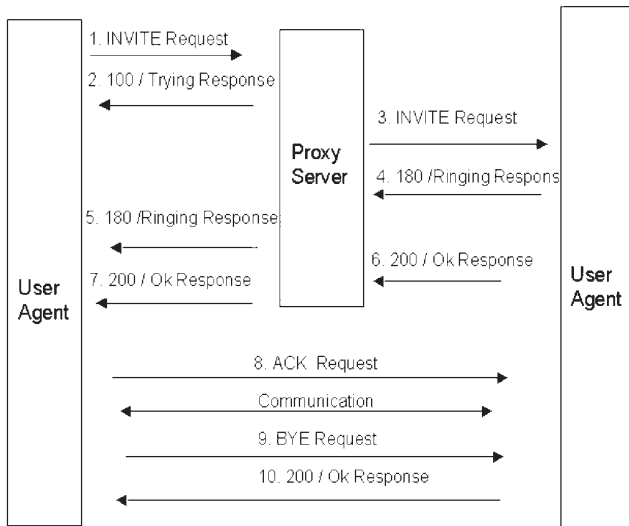 1. INVITE Request
2. 100 / Trying Response
3. INVITE Request
Proxy
Server
4. 180 /Ringing Respons
5. 180 /Ringing Response
6. 200 / Ok Response
7. 200 / Ok Response
User
Agent
User
Agent
8. ACK Request
Communication
9. BYE Request
10. 200 / Ok Response